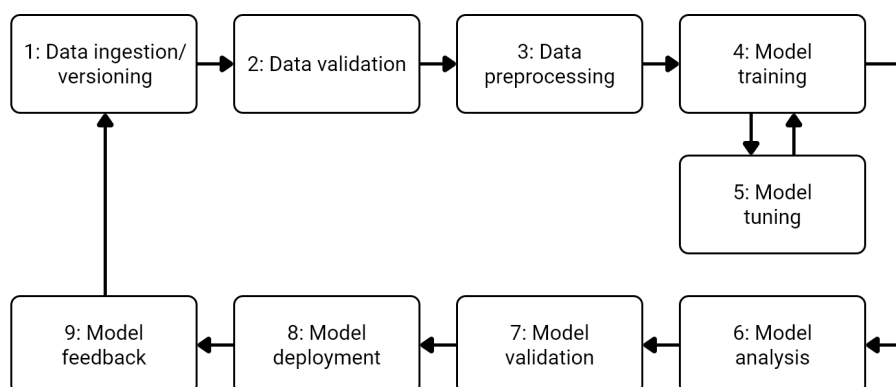 1: Data ingestion/
versioning
2: Data validation
3: Data
preprocessing
4: Model
training
5: Model
tuning
9: Model
feedback
8: Model
deployment
7: Model
validation
6: Model
analysis